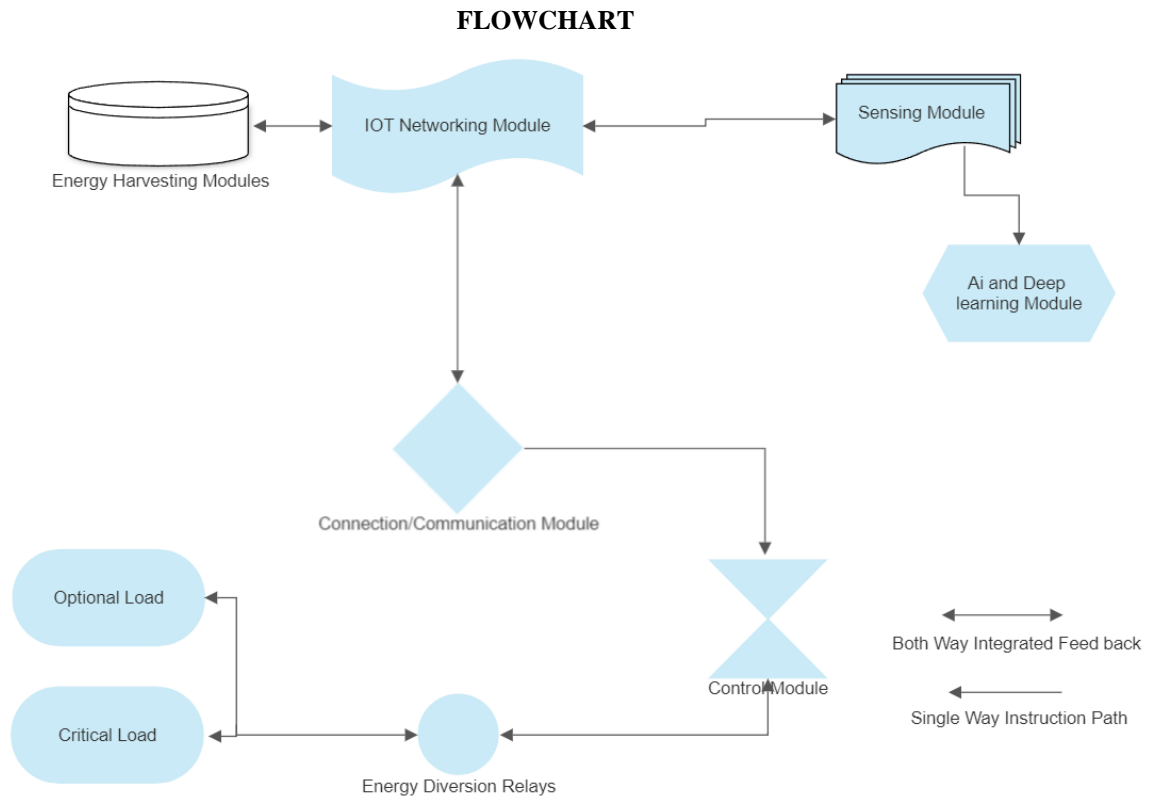 FLOWCHART
IOT Networking Module
Sensing Module
Energy Harvesting Modules
Ai and Deep
learning Module
Connection/Communication Module
Optional Load
Both Way Integrated Feed back
Control Module
Single Way Instruction Path
Critical Load
Energy Diversion Relays